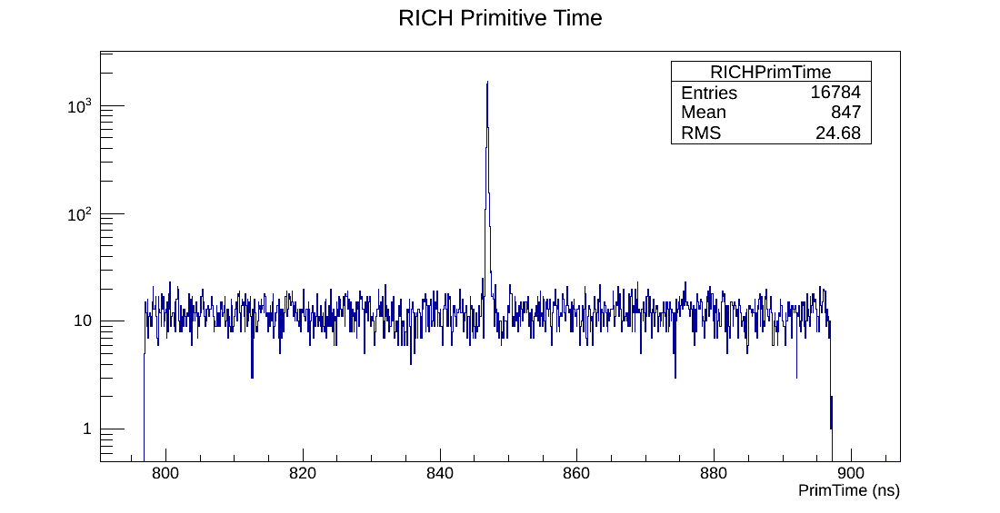 RICH Primitive Time
RICHPrimTime
Entries 16784
Mean 847
RMS 24.68
10³
10²
10
1
800 820 840 860 880 900
PrimTime (ns)